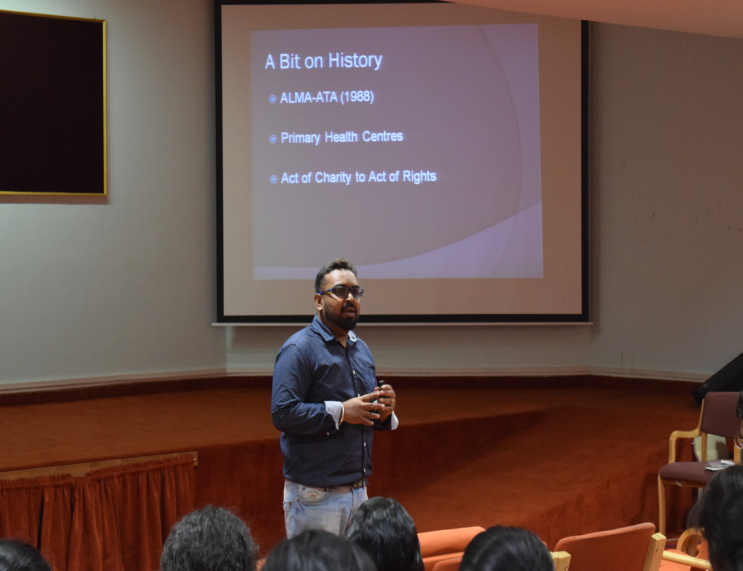 A Bit on History
ALMA-ATA (1988)
Primary Health Centres
Act of Charity to Act of Rights